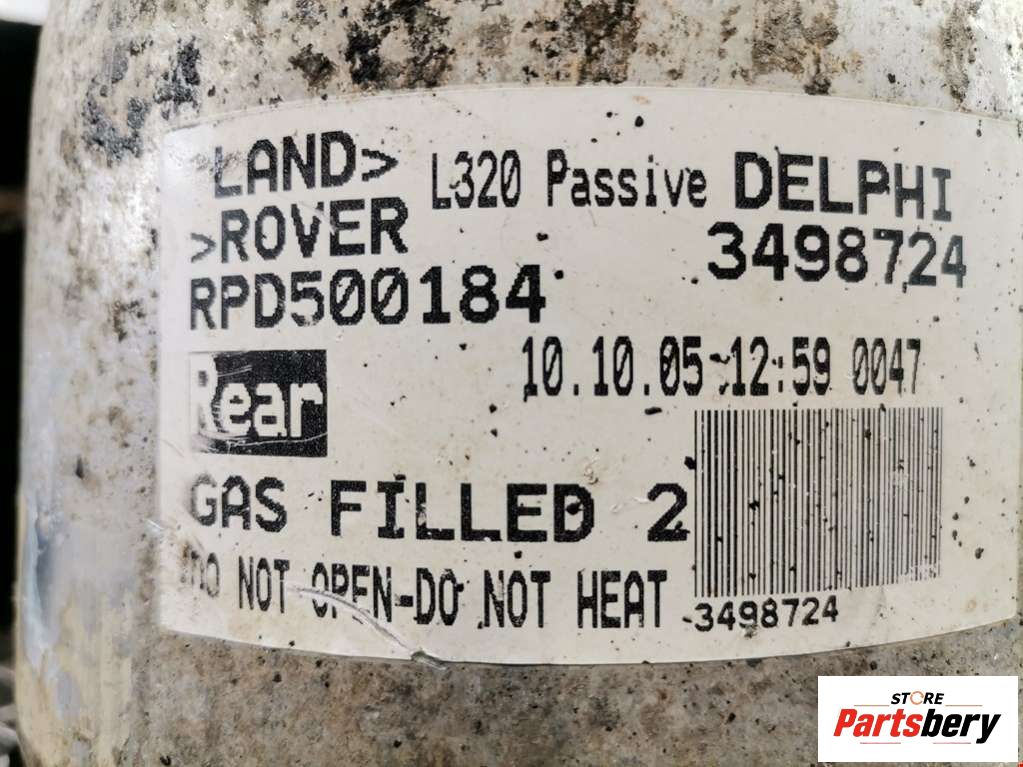 LAND> L320 Passive DELPHI
>ROVER 3498724
RPD500184
10.10.05 12:59 0047
Rear
GAS FILLED 2
DO NOT OPEN-DO NOT HEAT
3498724
STORE
Partsbery